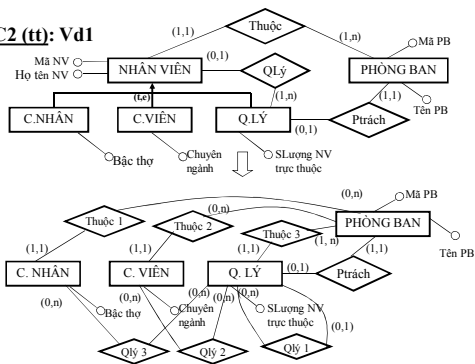 C2 (tt): Vd1
Thuộc
(1,1)
(1,n)
Mã NV
Họ tên NV
(0,1)
Mã PB
NHÂN VIÊN
QLý
PHÒNG BAN
(t,e)
(1,n)
(1,1)
Tên PB
C.NHÂN
C.VIÊN
Q.LÝ
(0,1)
Ptrách
Bậc thợ
Chuyên ngành
SLượng NV trực thuộc
(0,n)
Mã PB
Thuộc 1
Thuộc 2
(0,n)
Thuộc 3
PHÒNG BAN
(1,1)
(1,1)
(1,1)
(1, n)
(1,1)
Tên PB
C. NHÂN
C. VIÊN
Q. LÝ
(0,1)
Ptrách
(0,n)
(0,n)
(0,n)
(0,n)
(0,n)
Bậc thợ
Chuyên ngành
SLượng NV trực thuộc
(0,1)
Qlý 3
Qlý 2
Qlý 1